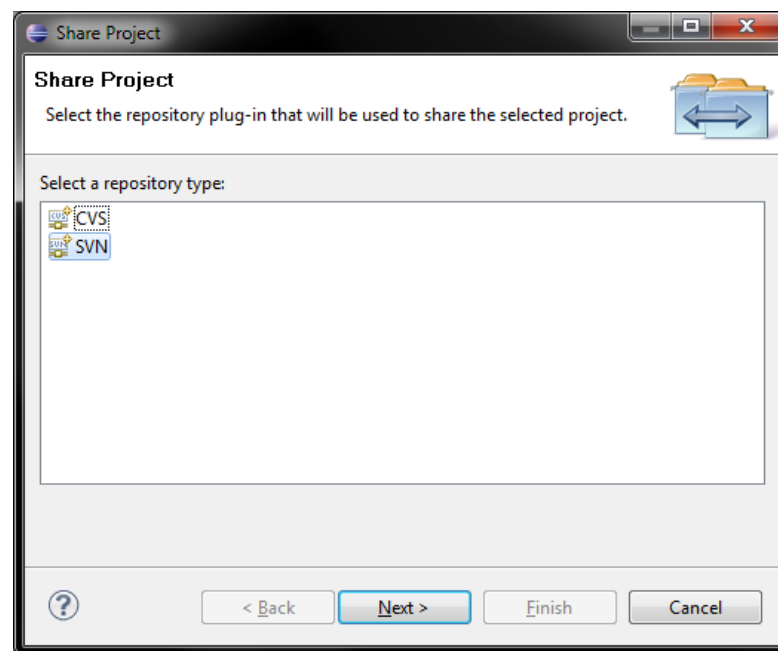 Share Project
Share Project
Select the repository plug-in that will be used to share the selected project.
Select a repository type:
CVS
SVN
?
< Back Next > Finish Cancel